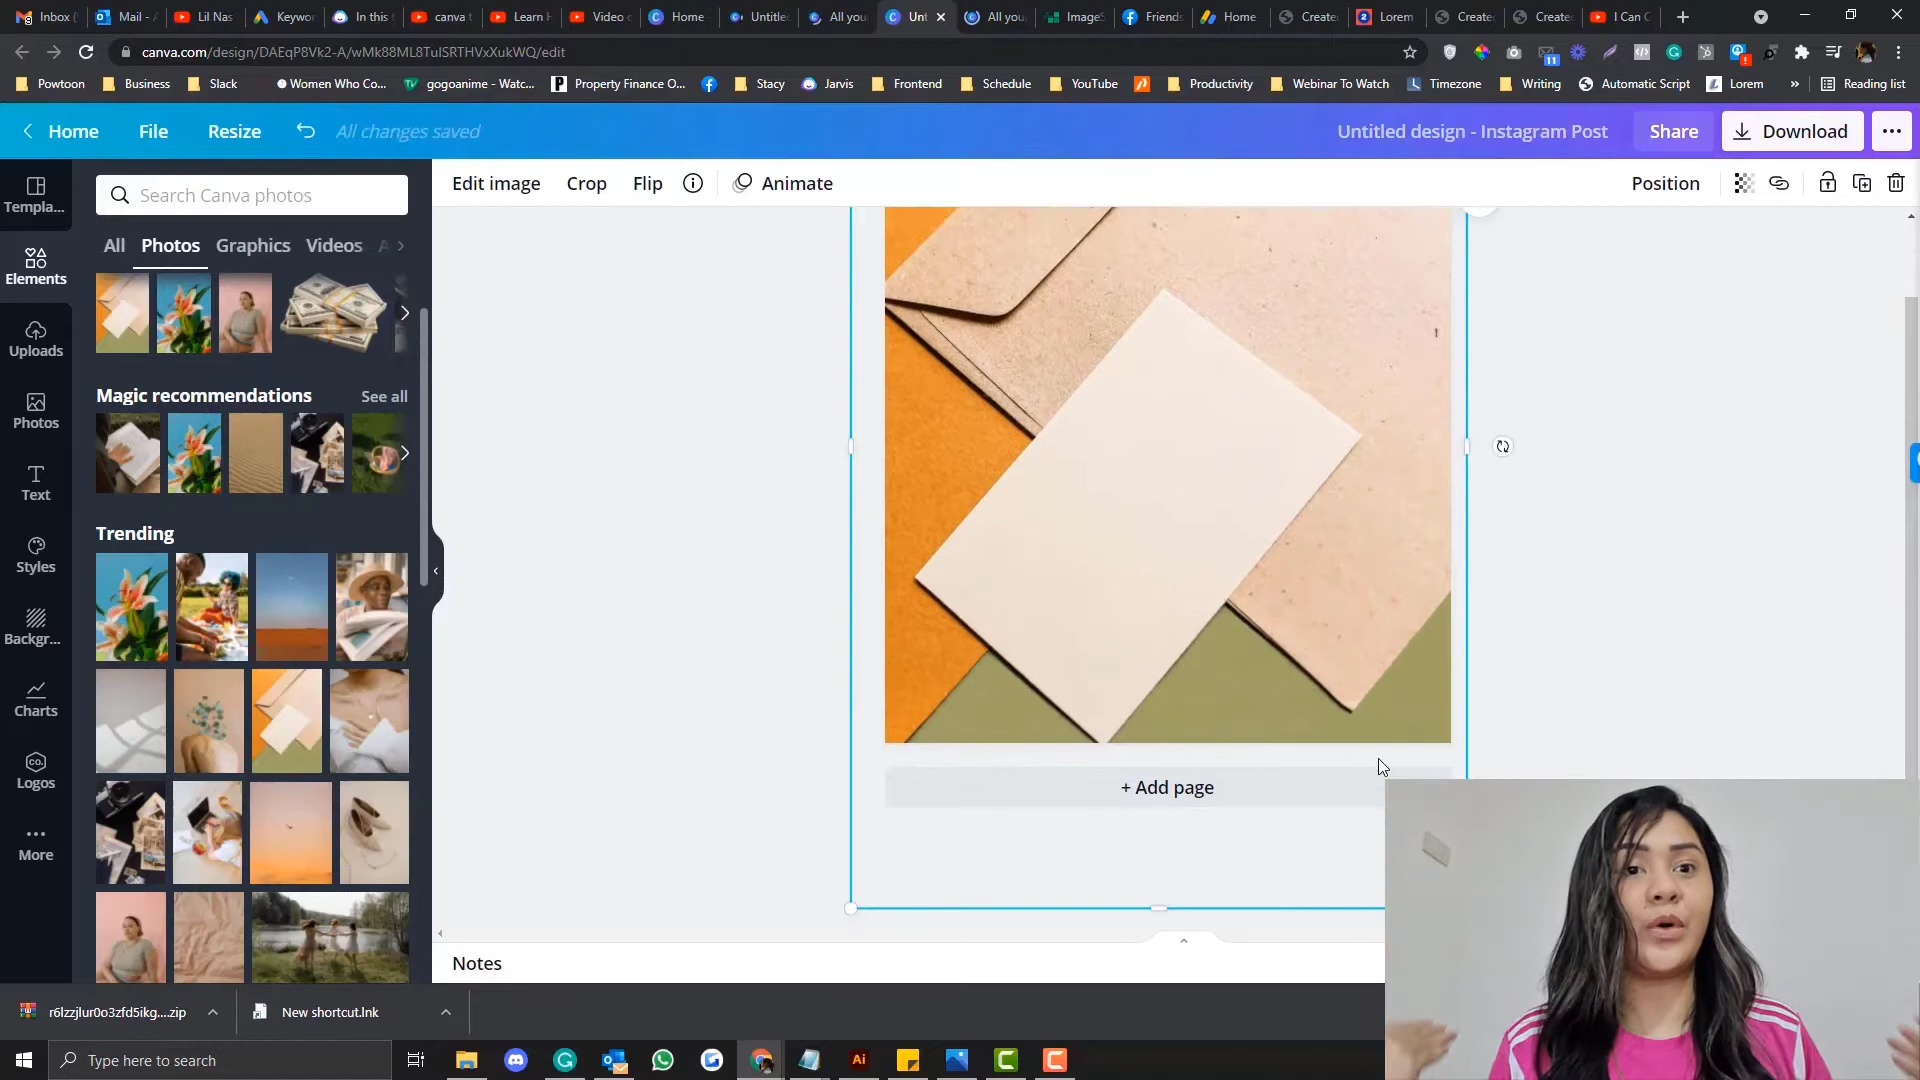 Inbox (
Mail -
Lil Nas
Keywor
In this
canva t
Learn H
Video c
Home -
Untitle
All you
Unt
All you
ImageS
Friends
Home
Create
Lorem
Create
Create
I Can C
canva.com/design/DAEqP8Vk2-A/wMk88ML8TulSRTHVxXukWQ/edit
11
Powtoon
Business
Slack
Women Who Co...
gogoanime - Watc...
Property Finance O...
Stacy
Jarvis
Frontend
Schedule
YouTube
Productivity
Webinar To Watch
Timezone
Writing
Automatic Script
Lorem
»
Reading list
Home
File
Resize
All changes saved
Untitled design - Instagram Post
Share
Download
Templa...
Search Canva photos
Edit image
Crop
Flip
Animate
Position
Elements
All
Photos
Graphics
Videos
A
Uploads
Magic recommendations
See all
Photos
Text
Trending
Styles
Backgr...
Charts
Logos
CO.
More
+ Add page
Notes
r6lzzjlur0o3zfd5ikg....zip
New shortcut.lnk
Type here to search
Ai